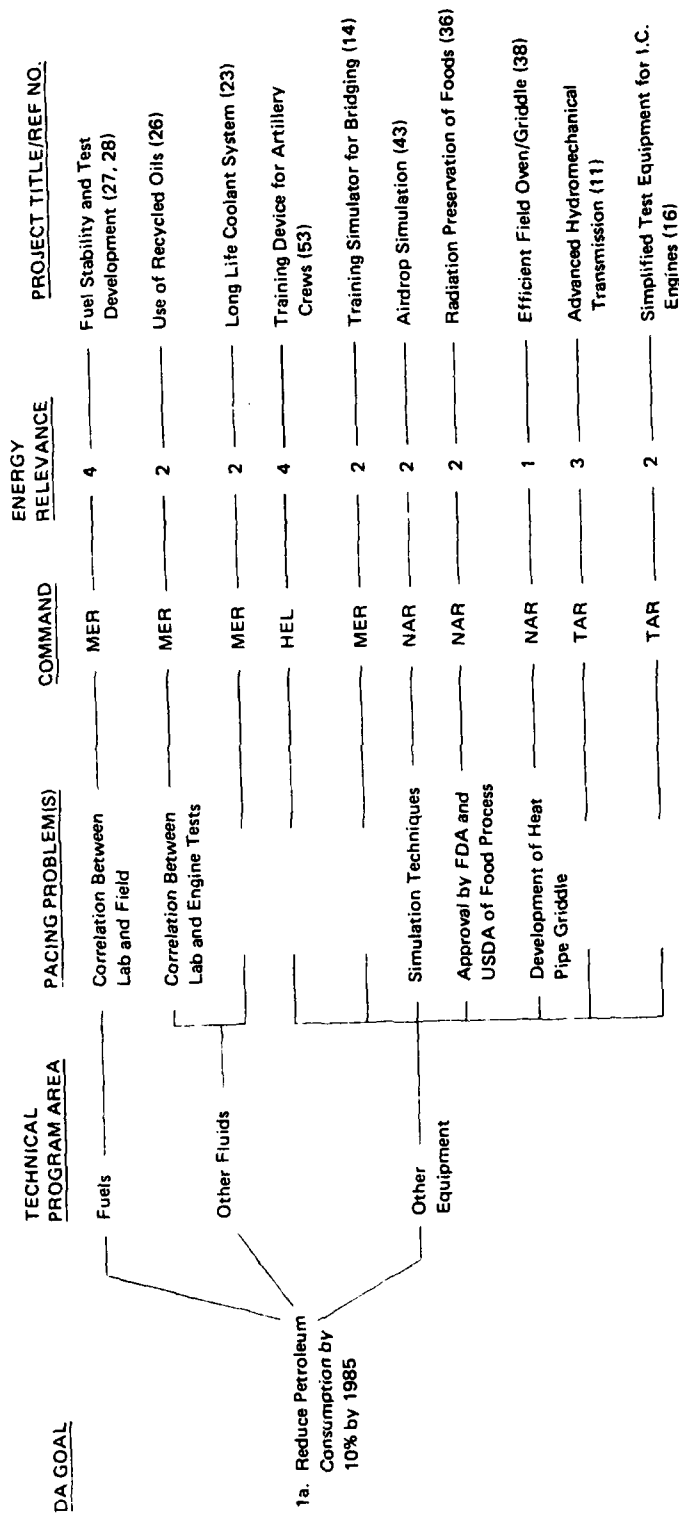 DA GOAL
TECHNICAL
PROGRAM AREA
PACING PROBLEM(S)
COMMAND
ENERGY
RELEVANCE
PROJECT TITLE/REF NO.
1a. Reduce Petroleum
Consumption by
10% by 1985
Fuels
Correlation Between
Lab and Field
MER
4
Fuel Stability and Test
Development (27, 28)
Other Fluids
Correlation Between
Lab and Engine Tests
MER
2
Use of Recycled Oils (26)
MER
2
Long Life Coolant System (23)
Other
Equipment
HEL
4
Training Device for Artillery
Crews (53)
MER
2
Training Simulator for Bridging (14)
Simulation Techniques
NAR
2
Airdrop Simulation (43)
Approval by FDA and
USDA of Food Process
NAR
2
Radiation Preservation of Foods (36)
Development of Heat
Pipe Griddle
NAR
1
Efficient Field Oven/Griddle (38)
TAR
3
Advanced Hydromechanical
Transmission (11)
TAR
2
Simplified Test Equipment for I.C.
Engines (16)